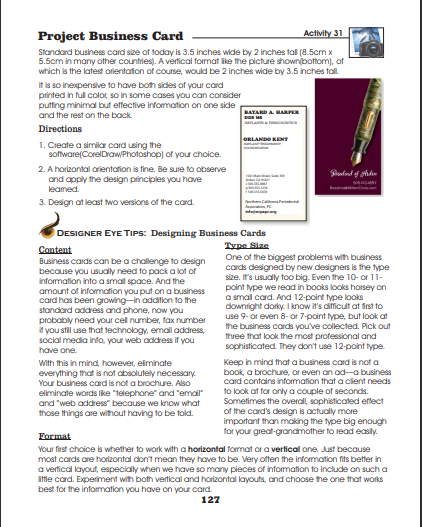 Project Business Card
Activity 31
Standard business card size of today is 3.5 inches wide by 2 inches tall (8.5cm x
5.5cm in many other countries). A vertical format like the picture shown(bottom), of
which is the latest orientation of course, would be 2 inches wide by 3.5 inches tall.
It is so inexpensive to have both sides of your card
printed in full color, so in some cases you can consider
putting minimal but effective information on one side
and the rest on the back.
Directions
1. Create a similar card using the
software(CorelDraw/Photoshop) of your choice.
2. A horizontal orientation is fine. Be sure to observe
and apply the design principles you have
learned.
3. Design at least two versions of the card.
BAYARD A. HARPER
DDS MS
IMPLANTS & PERIODONTICS
ORLANDO KENT
Northern California Periodontal
Association, PC
Rosalind of Arden
DESIGNER EYE TIPS: Designing Business Cards
Content
Business cards can be a challenge to design
because you usually need to pack a lot of
information into a small space. And the
amount of information you put on a business
card has been growing—in addition to the
standard address and phone, now you
probably need your cell number, fax number
if you still use that technology, email address,
social media info, your web address if you
have one.
With this in mind, however, eliminate
everything that is not absolutely necessary.
Your business card is not a brochure. Also
eliminate words like "telephone" and "email"
and "web address" because we know what
those things are without having to be told.
Type Size
One of the biggest problems with business
cards designed by new designers is the type
size. It's usually too big. Even the 10- or 11-
point type we read in books looks horsey on
a small card. And 12-point type looks
downright dorky. I know it's difficult at first to
use 9- or even 8- or 7-point type, but look at
the business cards you've collected. Pick out
three that look the most professional and
sophisticated. They don't use 12-point type.
Keep in mind that a business card is not a
book, a brochure, or even an ad—a business
card contains information that a client needs
to look at for only a couple of seconds.
Sometimes the overall, sophisticated effect
of the card's design is actually more
important than making the type big enough
for your great-grandmother to read easily.
Format
Your first choice is whether to work with a horizontal format or a vertical one. Just because
most cards are horizontal don't mean they have to be. Very often the information fits better in
a vertical layout, especially when we have so many pieces of information to include on such a
little card. Experiment with both vertical and horizontal layouts, and choose the one that works
best for the information you have on your card.
127